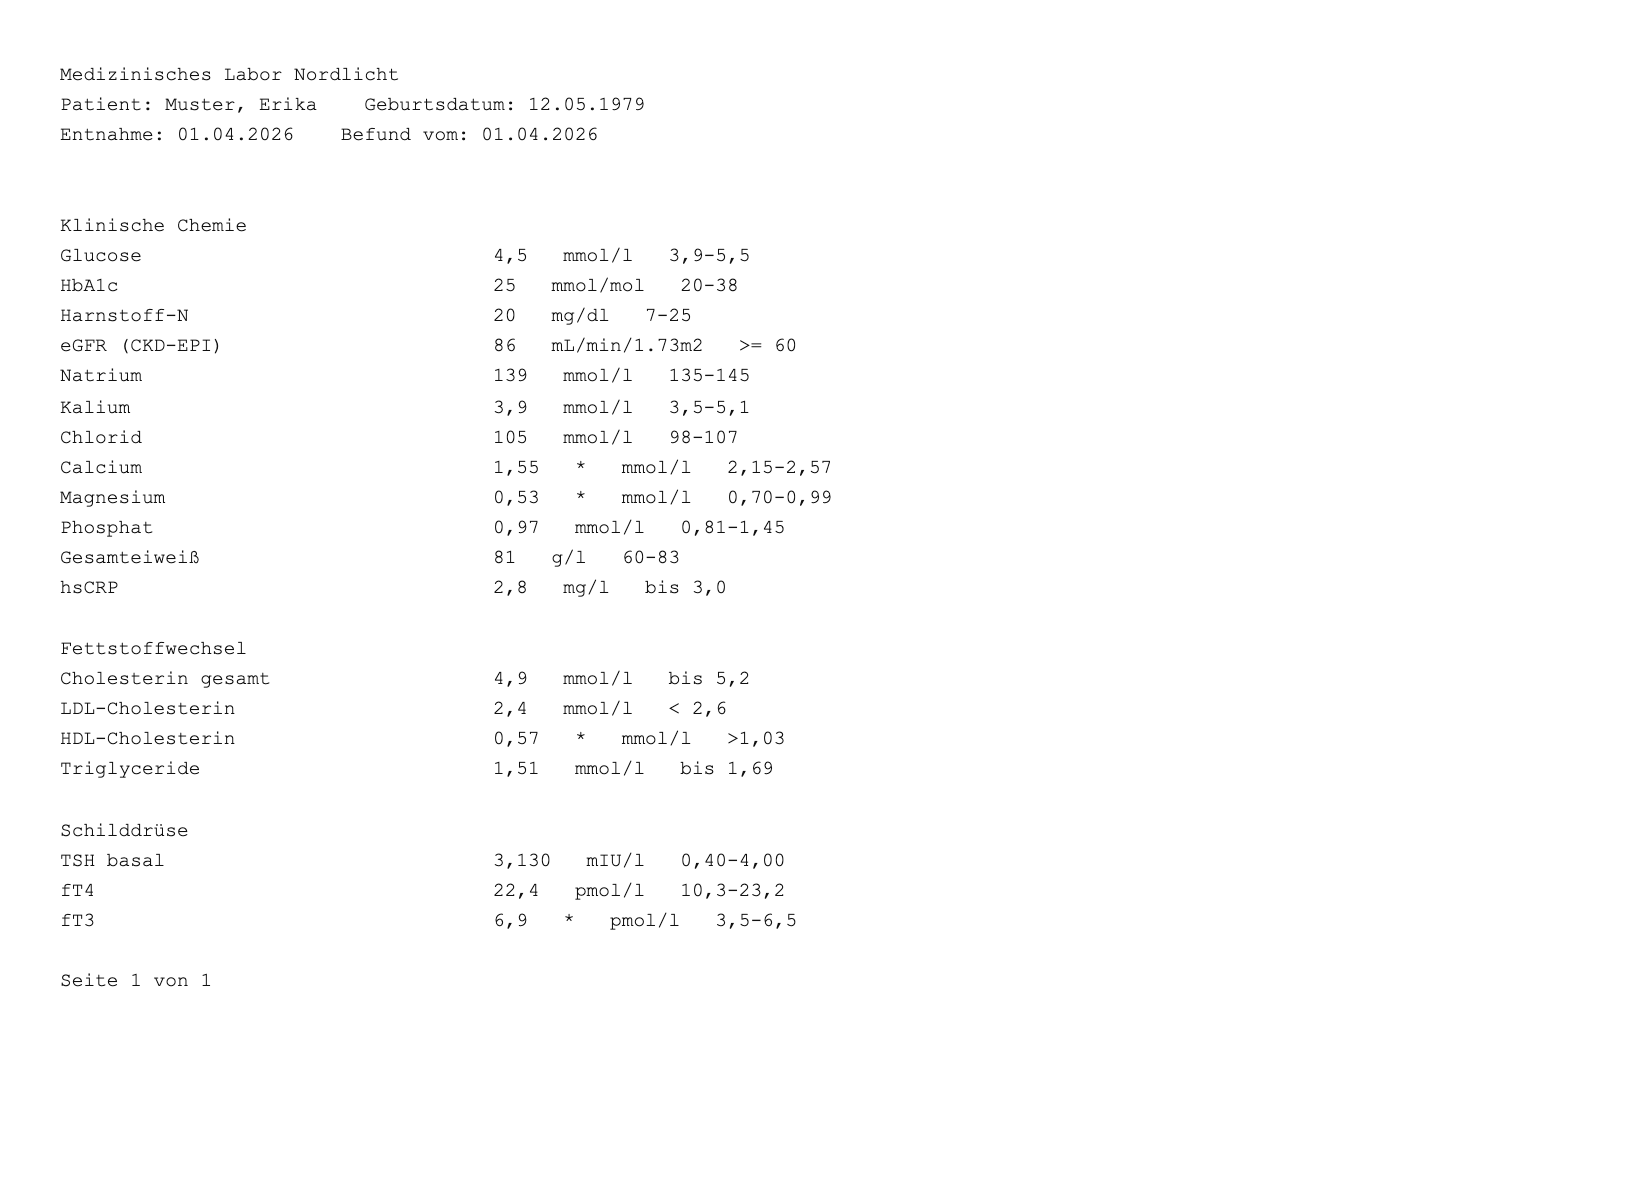 Medizinisches Labor Nordlicht
Patient: Muster, Erika    Geburtsdatum: 12.05.1979
Entnahme: 01.04.2026    Befund vom: 01.04.2026
Klinische Chemie
Glucose    4,5   mmol/l   3,9-5,5
HbA1c    25   mmol/mol   20-38
Harnstoff-N    20   mg/dl   7-25
eGFR (CKD-EPI)    86   mL/min/1.73m2   >= 60
Natrium    139   mmol/l   135-145
Kalium    3,9   mmol/l   3,5-5,1
Chlorid    105   mmol/l   98-107
Calcium    1,55   *   mmol/l   2,15-2,57
Magnesium    0,53   *   mmol/l   0,70-0,99
Phosphat    0,97   mmol/l   0,81-1,45
Gesamteiweiß    81   g/l   60-83
hsCRP    2,8   mg/l   bis 3,0
Fettstoffwechsel
Cholesterin gesamt    4,9   mmol/l   bis 5,2
LDL-Cholesterin    2,4   mmol/l   < 2,6
HDL-Cholesterin    0,57   *   mmol/l   >1,03
Triglyceride    1,51   mmol/l   bis 1,69
Schilddrüse
TSH basal    3,130   mIU/l   0,40-4,00
fT4    22,4   pmol/l   10,3-23,2
fT3    6,9   *   pmol/l   3,5-6,5
Seite 1 von 1